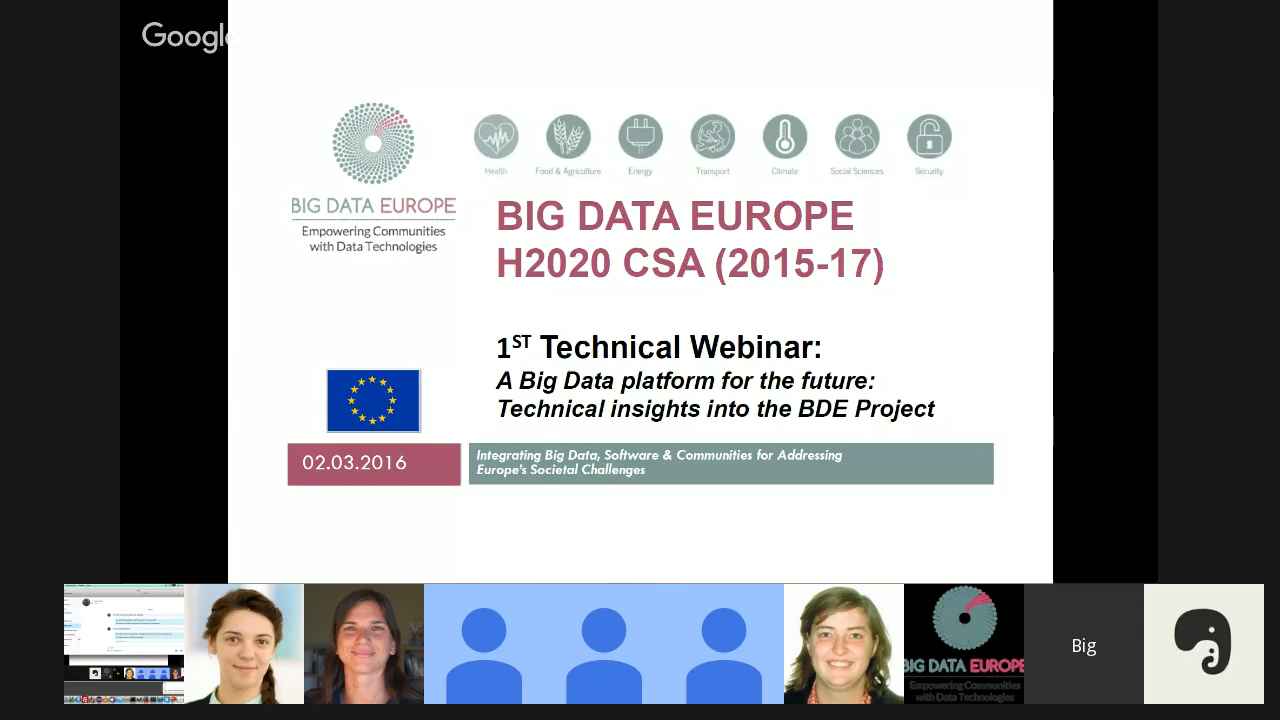 Google
Health
Food & Agriculture
Energy
Transport
Climate
Social Sciences
Security
BIG DATA EUROPE
Empowering Communities
with Data Technologies
BIG DATA EUROPE
H2020 CSA (2015-17)
1ST Technical Webinar:
A Big Data platform for the future:
Technical insights into the BDE Project
02.03.2016
Integrating Big Data, Software & Communities for Addressing
Europe's Societal Challenges
BIG DATA EUROPE
Empowering Communities
with Data Technologies
Big